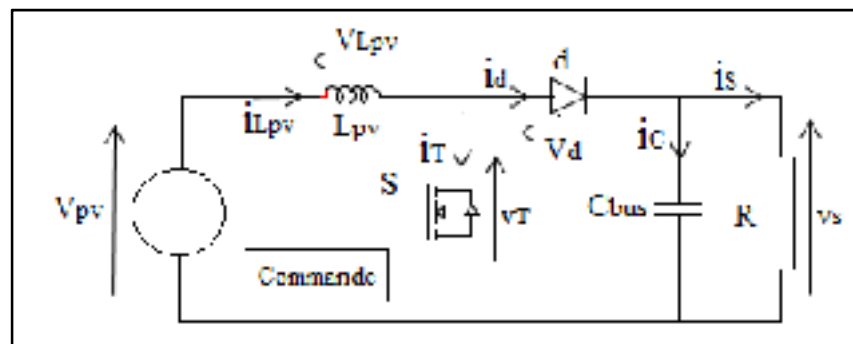 VLpv
d
id
is
iLpv
Lpv
Vd
iT
iC
S
Vpv
vT
Cbus
R
vs
Commande